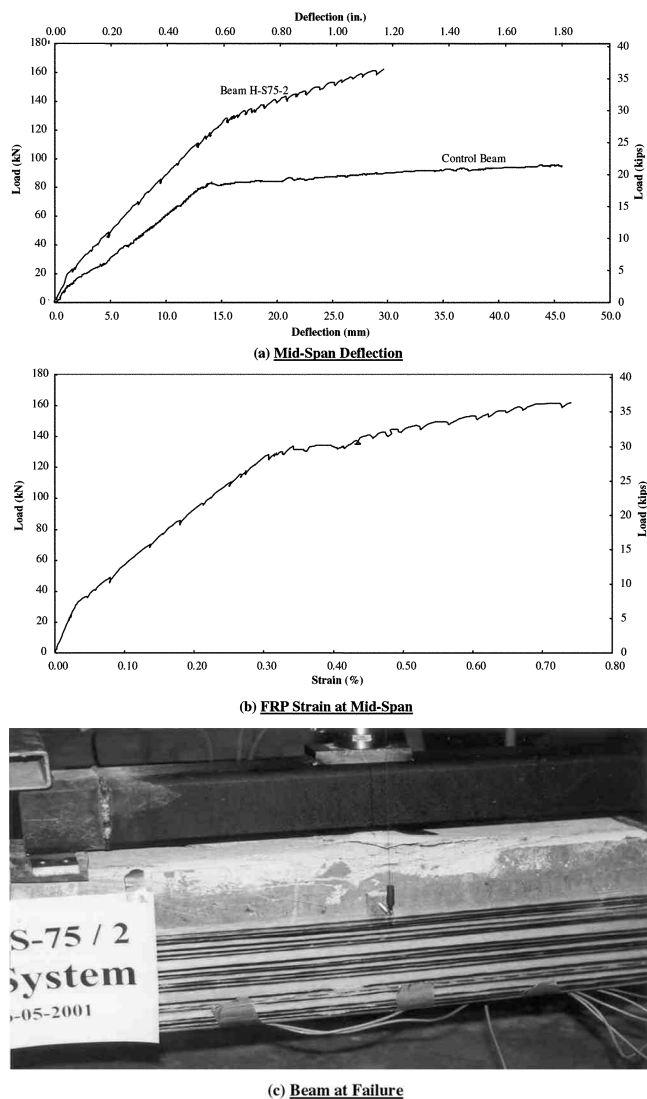 Deflection (in.)
0.00 0.20 0.40 0.60 0.80 1.00 1.20 1.40 1.60 1.80
180
160
140
120
100
80
60
40
20
0
Load (kN)
Beam H-S75-2
Control Beam
40
35
30
25
20
15
10
5
0
Load (kips)
0.0 5.0 10.0 15.0 20.0 25.0 30.0 35.0 40.0 45.0 50.0
Deflection (mm)
(a) Mid-Span Deflection
180
160
140
120
100
80
60
40
20
0
Load (kN)
40
35
30
25
20
15
10
5
0
Load (kips)
0.00 0.10 0.20 0.30 0.40 0.50 0.60 0.70 0.80
Strain (%)
(b) FRP Strain at Mid-Span
S-75 / 2
System
-05-2001
(c) Beam at Failure